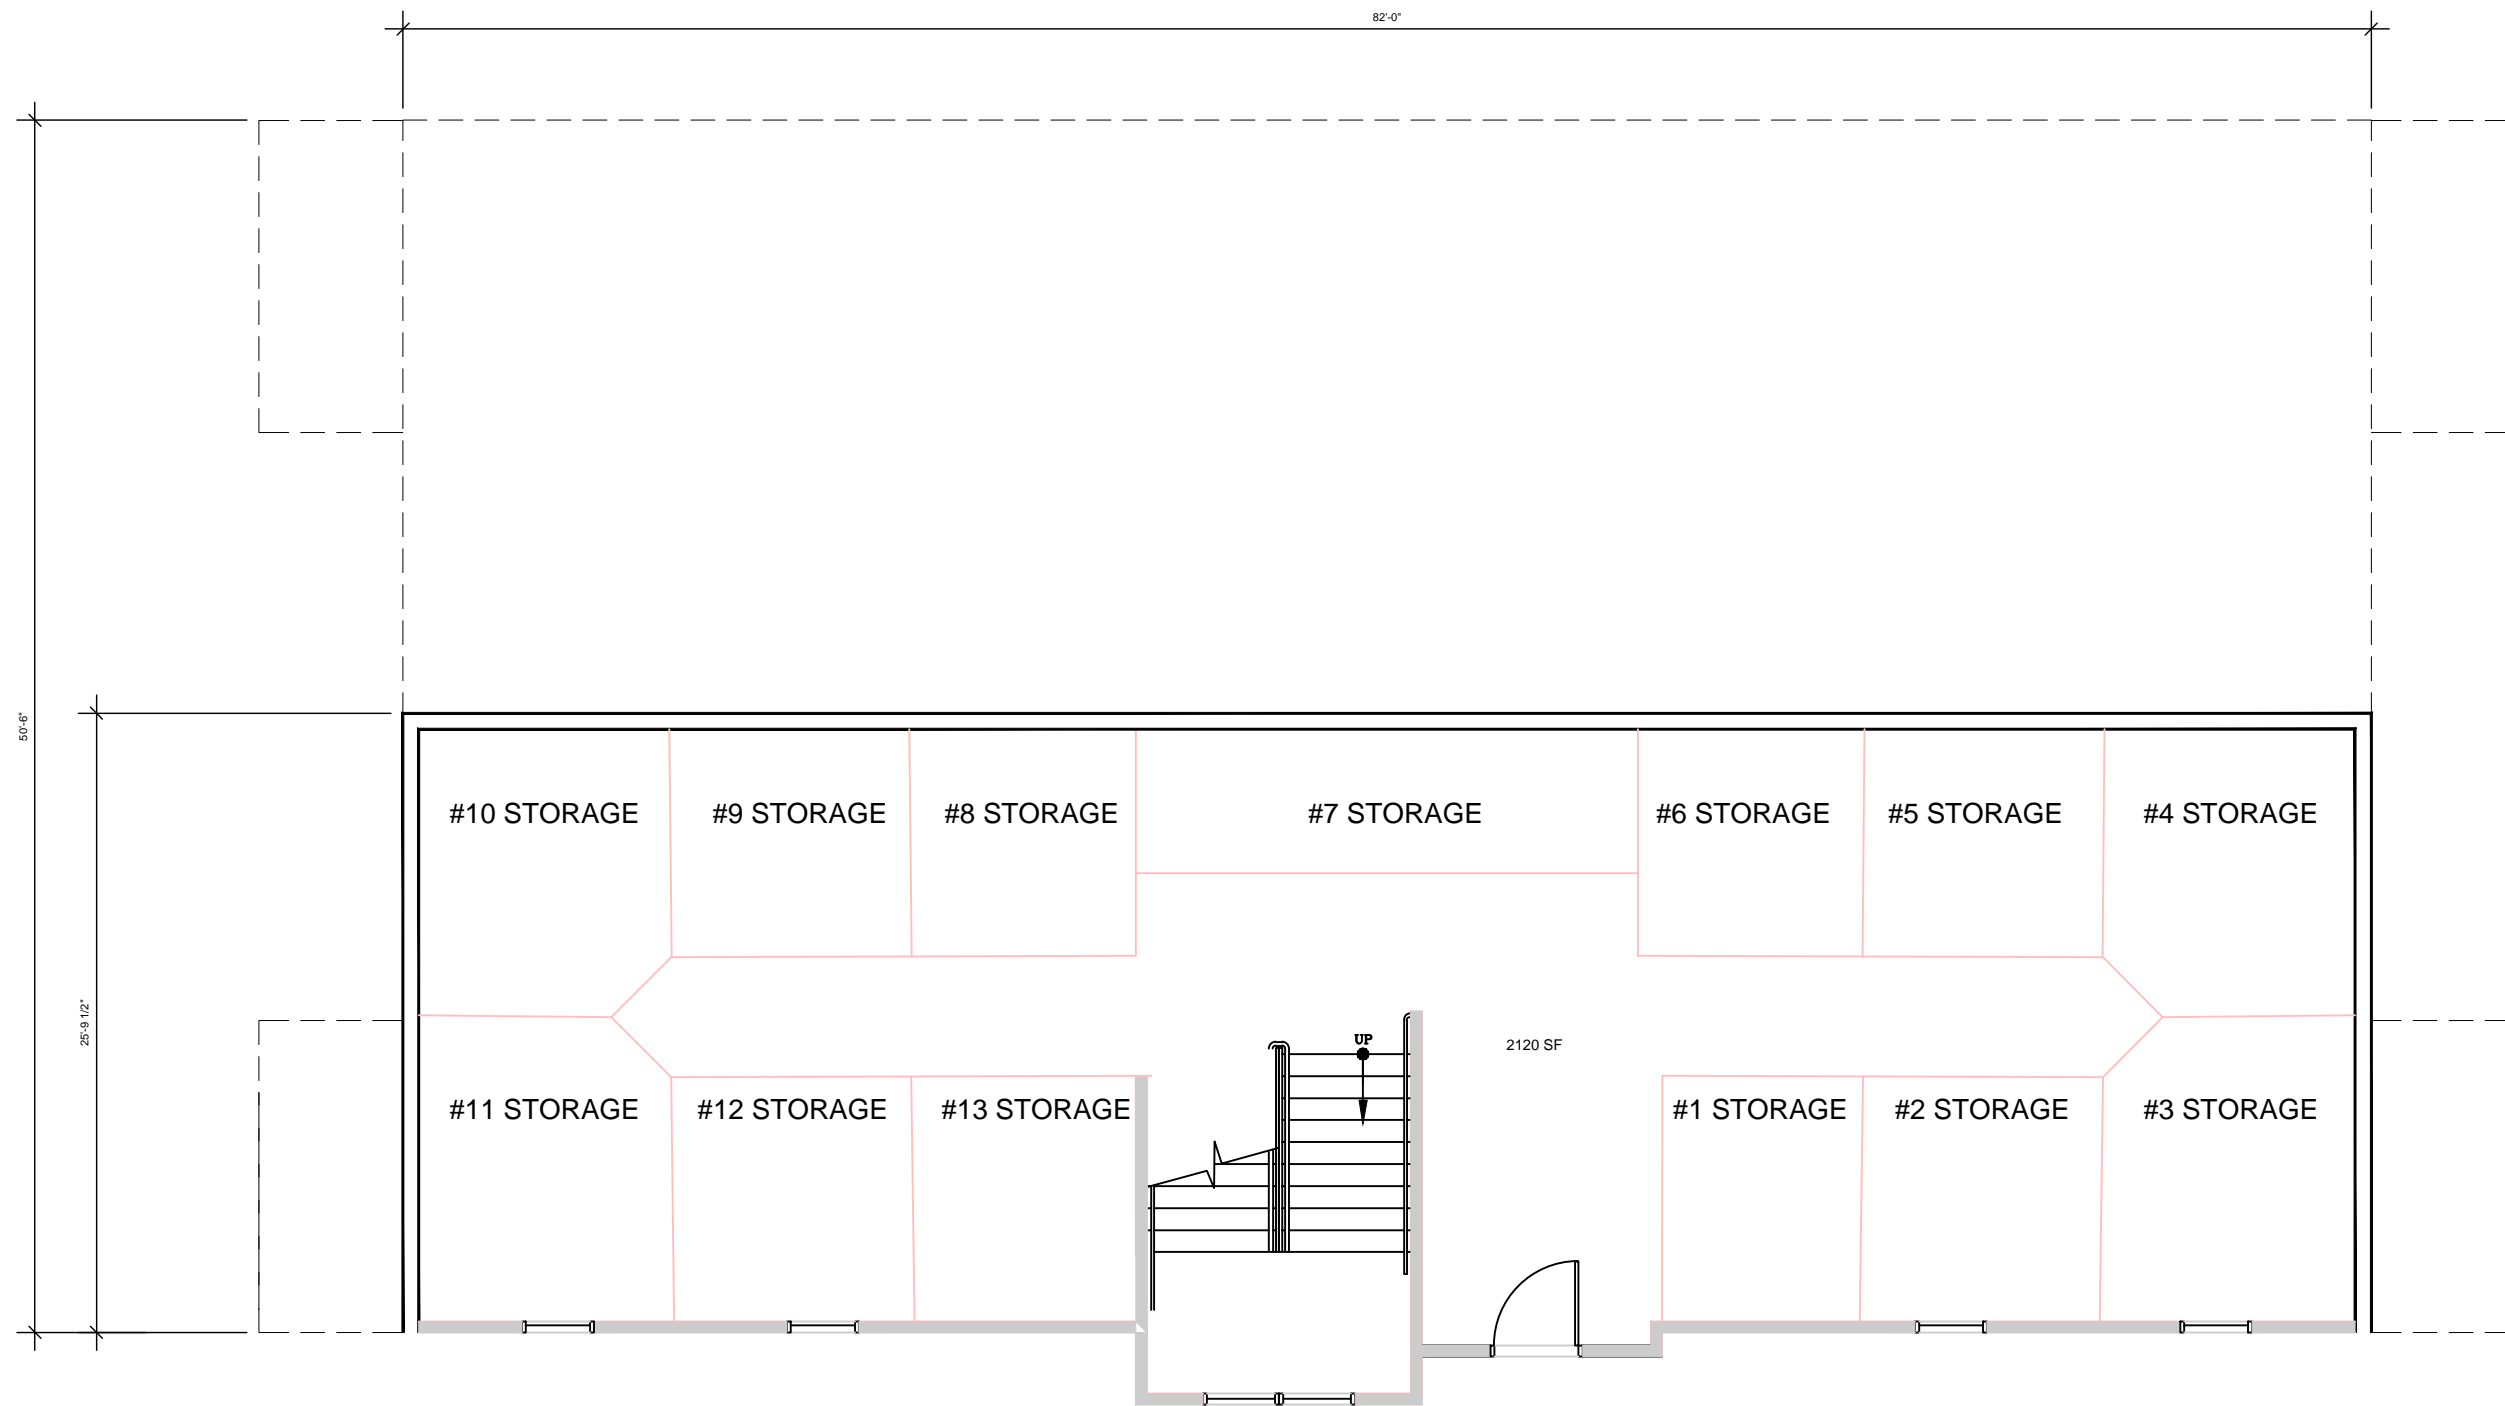 82'-0"
50'-6"
25'-9 1/2"
#10 STORAGE
#9 STORAGE
#8 STORAGE
#7 STORAGE
#6 STORAGE
#5 STORAGE
#4 STORAGE
UP
2120 SF
#11 STORAGE
#12 STORAGE
#13 STORAGE
#1 STORAGE
#2 STORAGE
#3 STORAGE